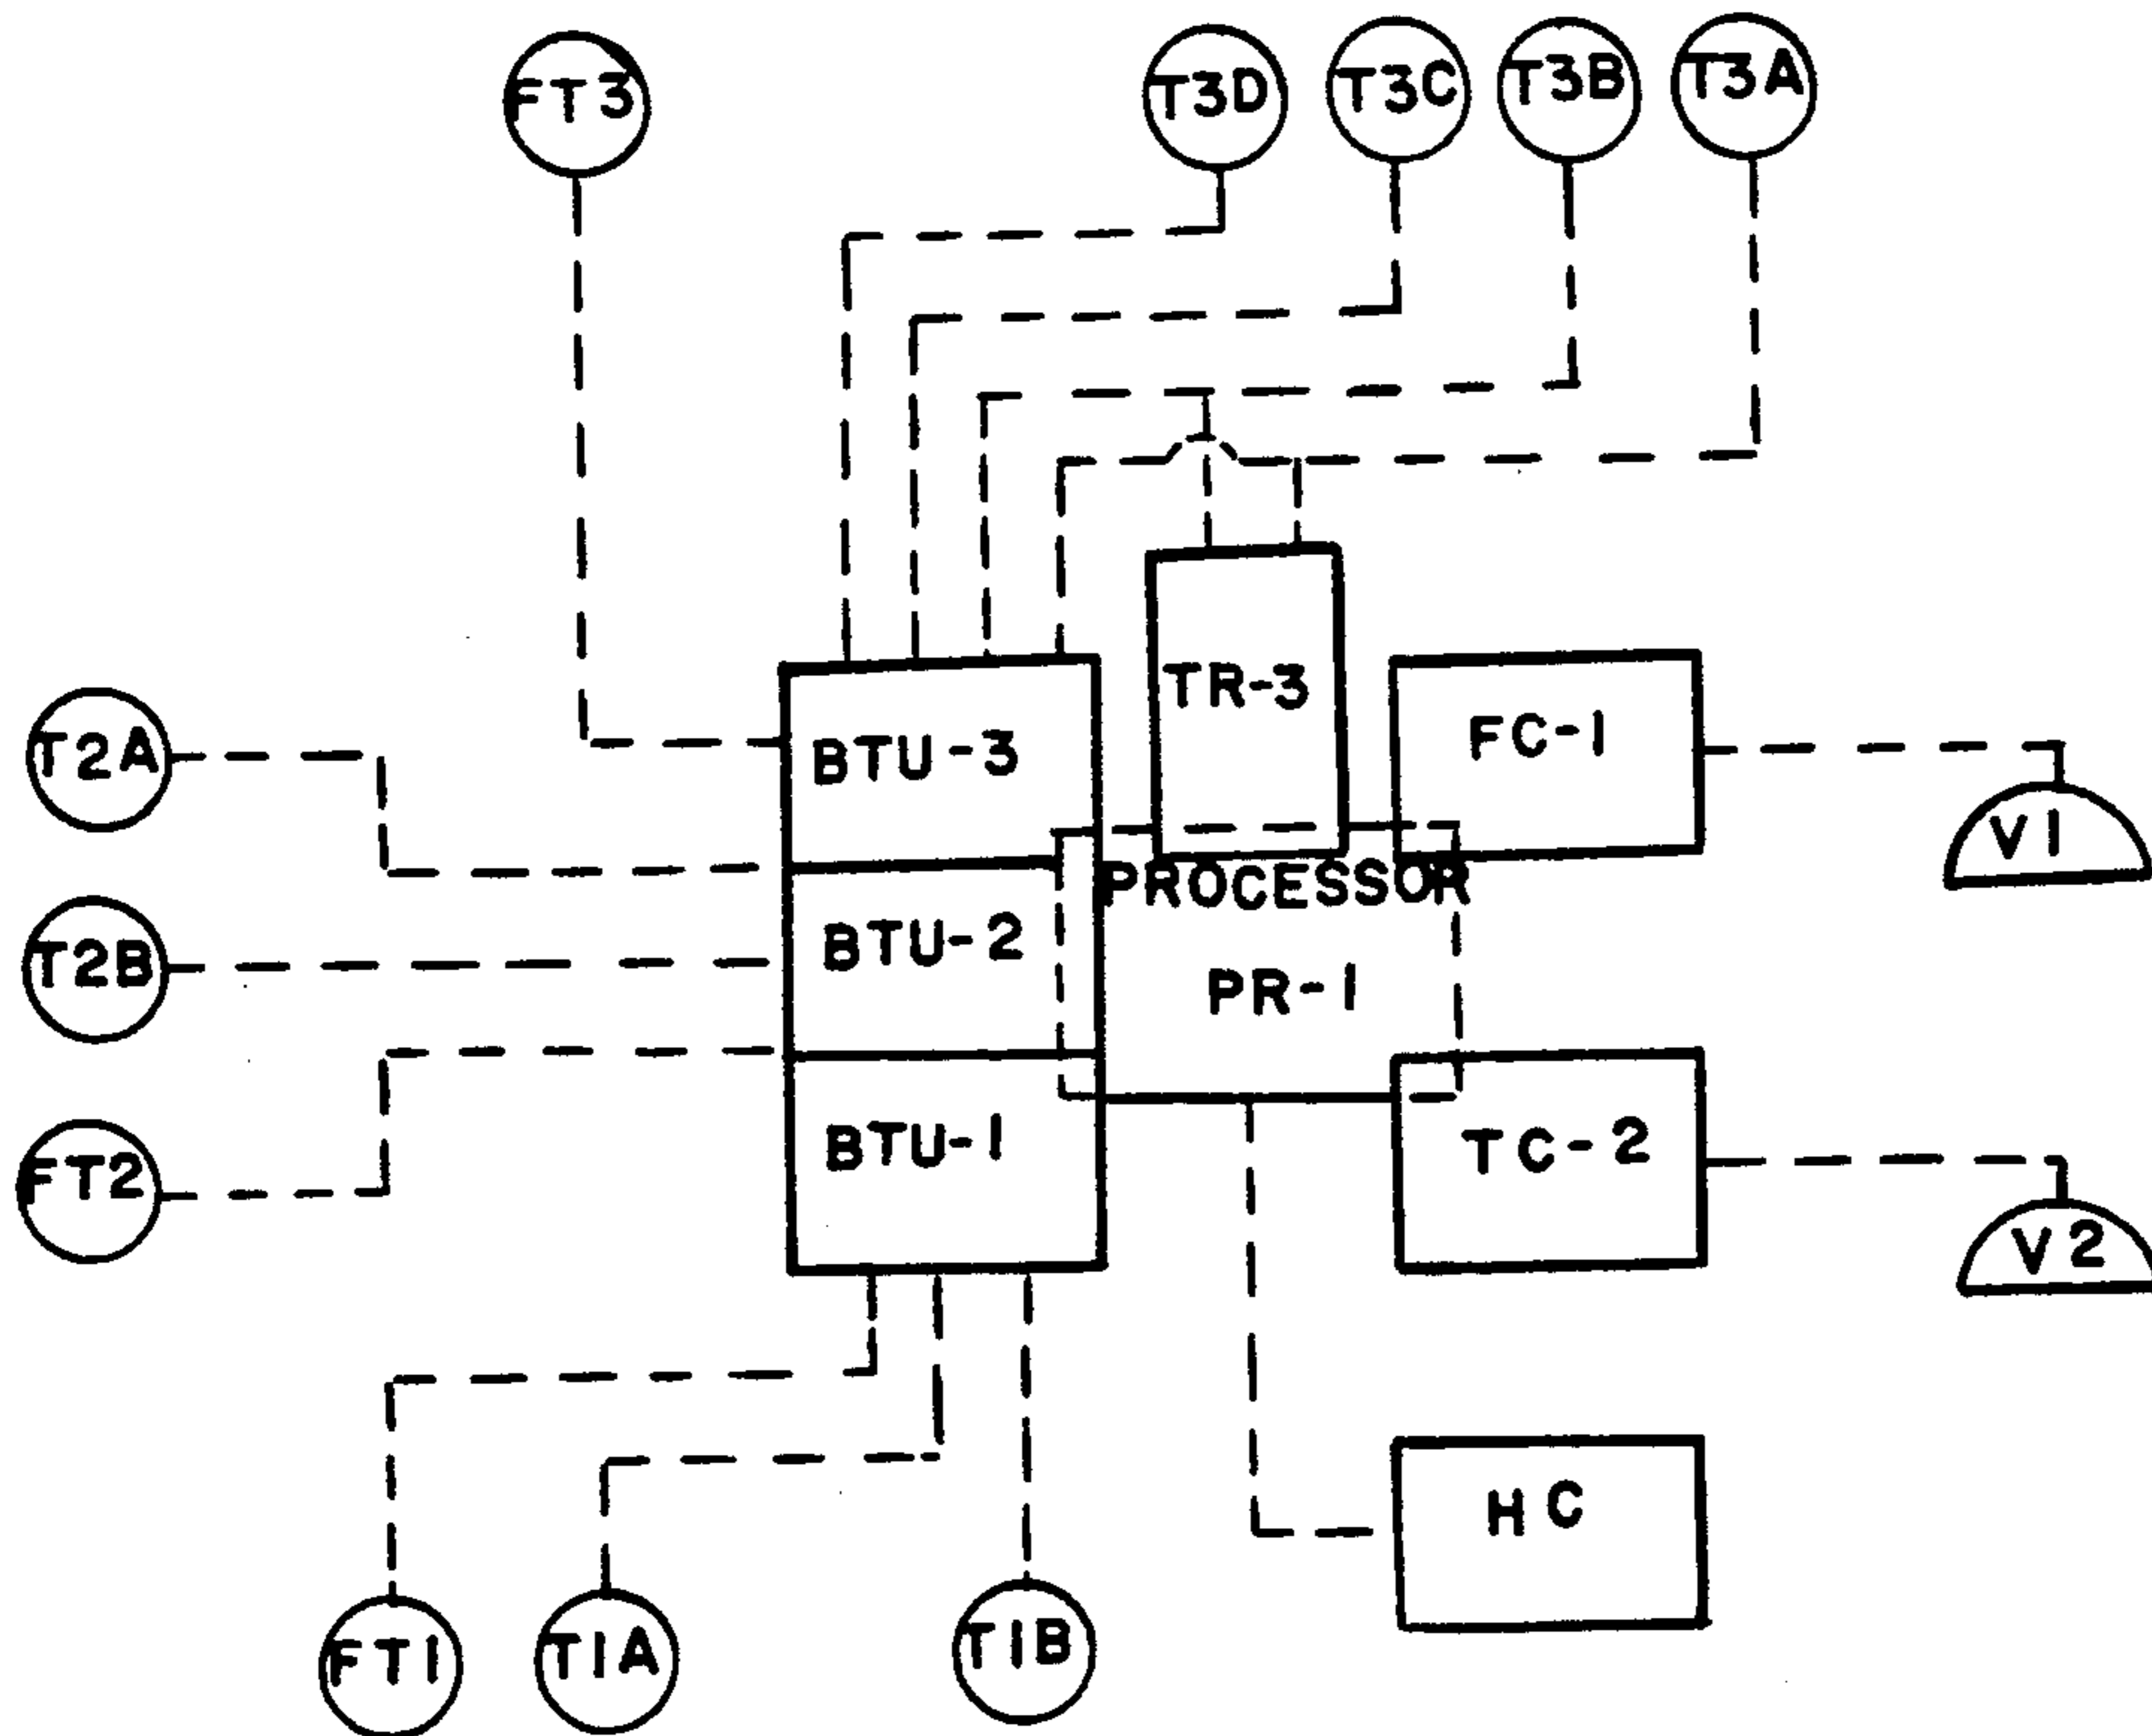 FT3
T3D
T3C
T3B
T3A
TR-3
FC-1
BTU-3
T2A
V1
PROCESSOR
BTU-2
T2B
PR-1
BTU-1
TC-2
FT2
V2
HC
FT1
T1A
T1B